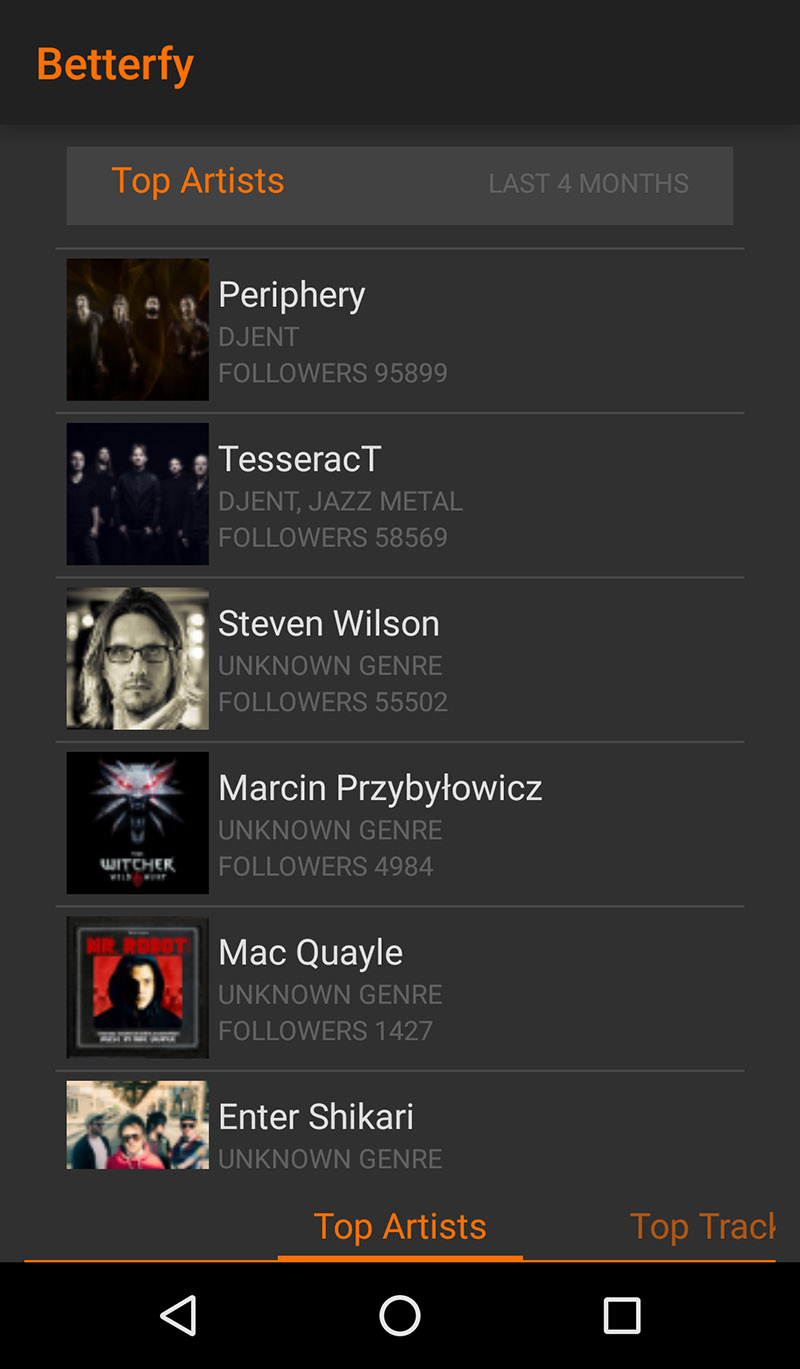 Betterfy
Top Artists
LAST 4 MONTHS
Periphery
DJENT
FOLLOWERS 95899
TesseracT
DJENT, JAZZ METAL
FOLLOWERS 58569
Steven Wilson
UNKNOWN GENRE
FOLLOWERS 55502
Marcin Przybyłowicz
UNKNOWN GENRE
FOLLOWERS 4984
THE
WITCHER
WILD HUNT
Mac Quayle
UNKNOWN GENRE
FOLLOWERS 1427
MR. ROBOT
Enter Shikari
UNKNOWN GENRE
Top Artists
Top Track